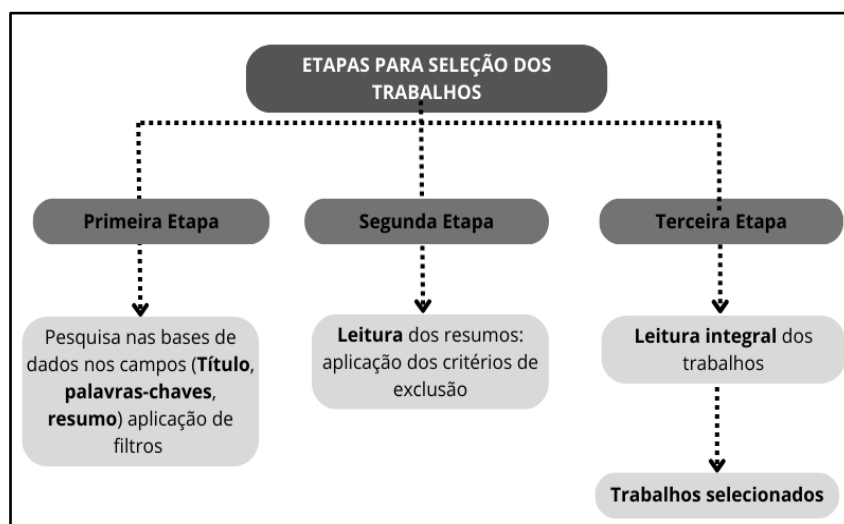 ETAPAS PARA SELEÇÃO DOS
TRABALHOS
Primeira Etapa
Segunda Etapa
Terceira Etapa
Pesquisa nas bases de
dados nos campos (Título,
palavras-chaves,
resumo) aplicação de
filtros
Leitura dos resumos:
aplicação dos critérios de
exclusão
Leitura integral dos
trabalhos
Trabalhos selecionados